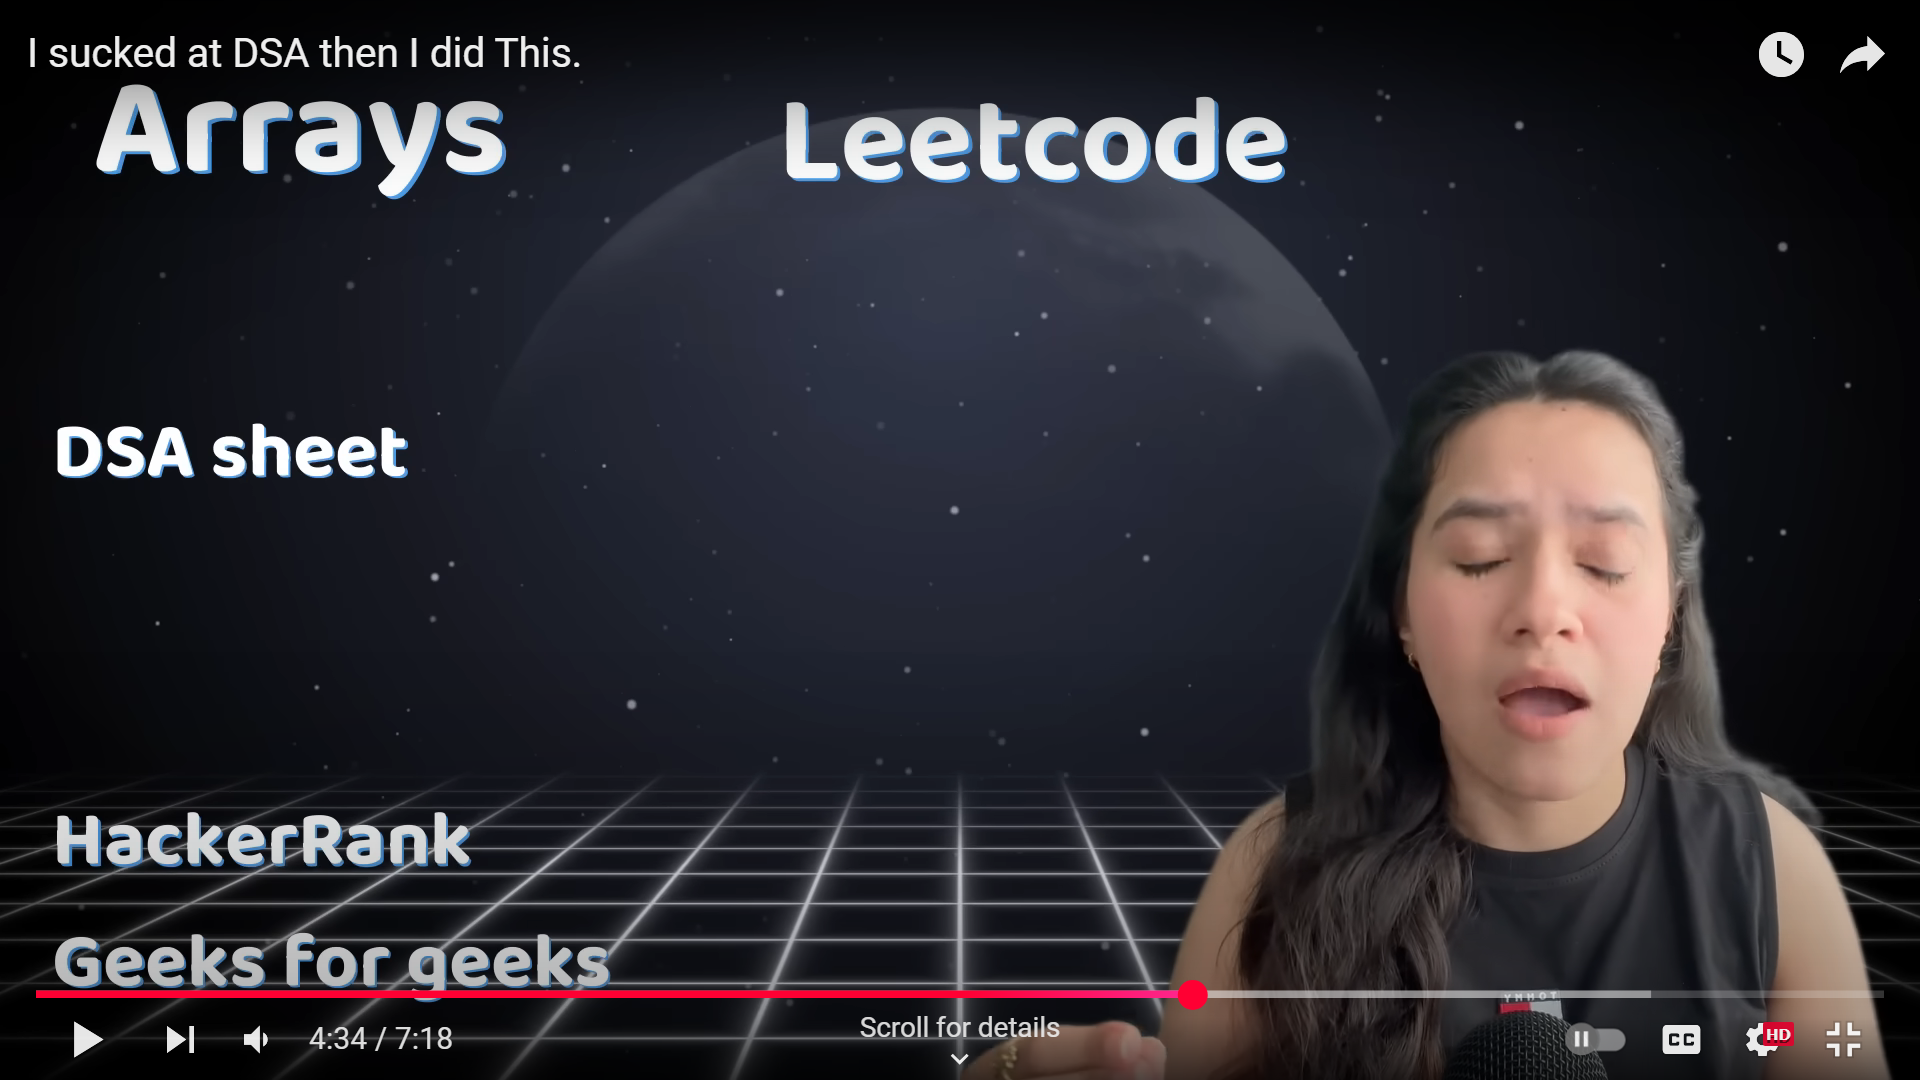 I sucked at DSA then I did This.
Arrays
Leetcode
DSA sheet
HackerRank
Geeks for geeks
4:34 / 7:18
Scroll for details
CC
HD